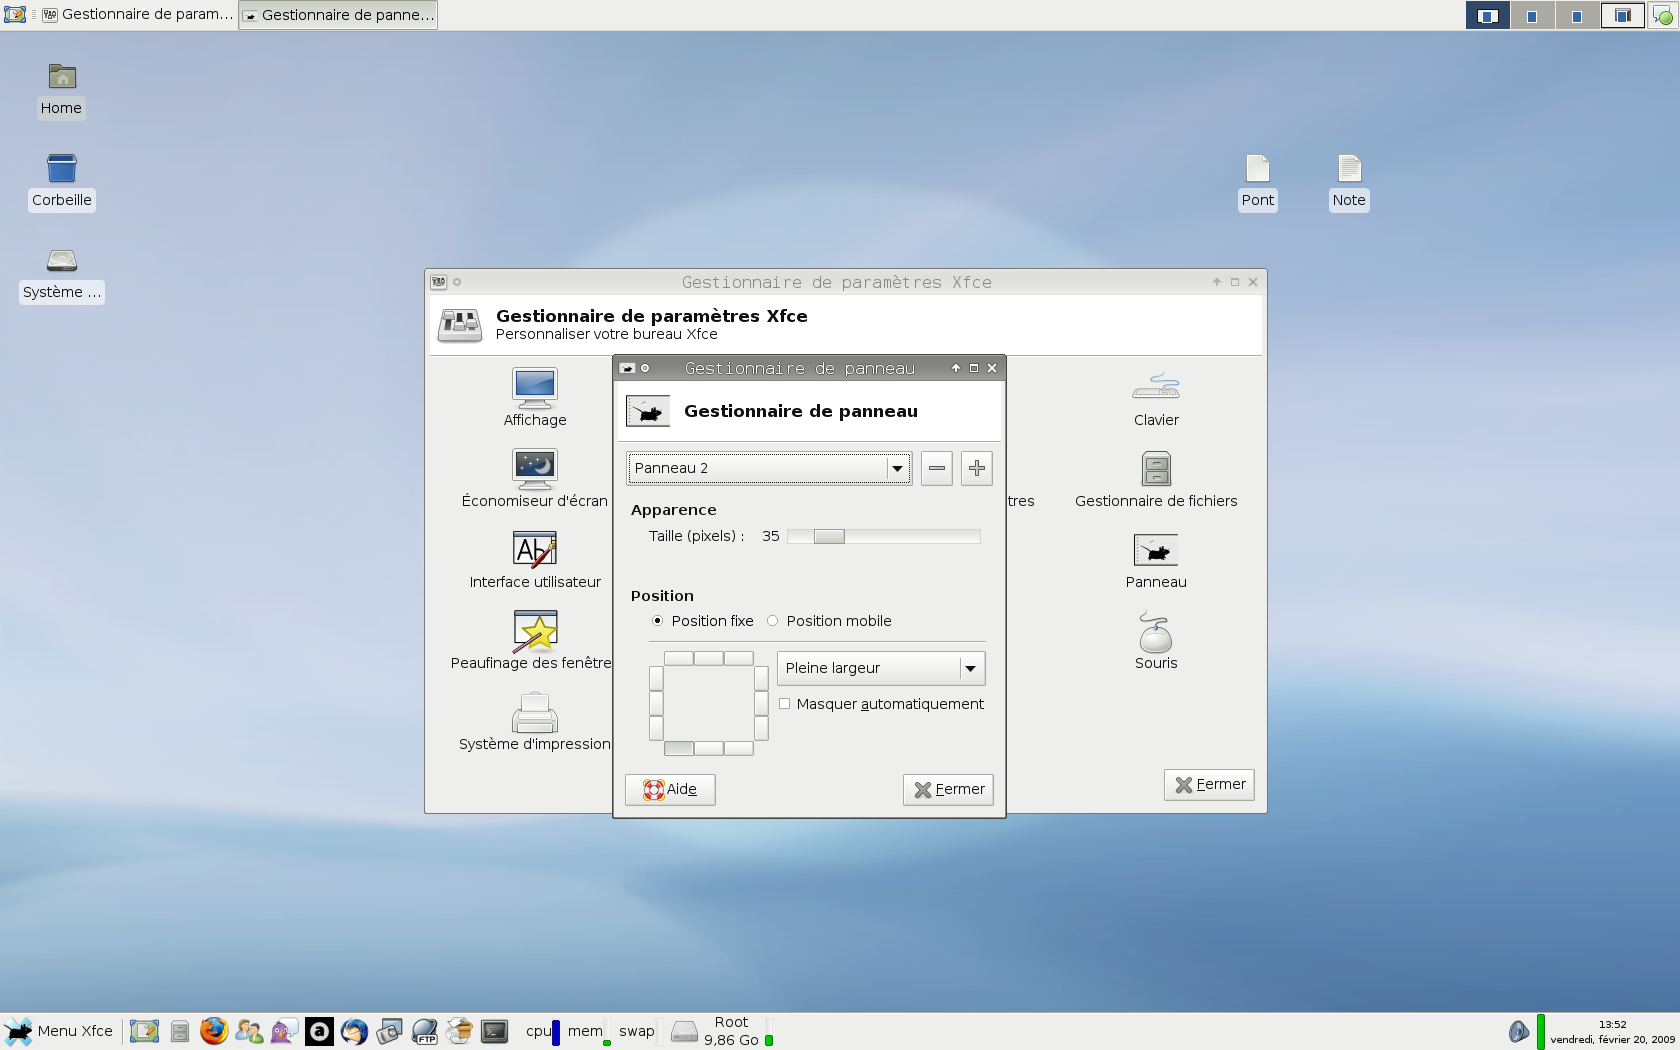 Gestionnaire de param...
Gestionnaire de panne...
Home
Corbeille
Système ...
Pont
Note
Gestionnaire de paramètres Xfce
Gestionnaire de paramètres Xfce
Personnaliser votre bureau Xfce
Affichage
Économiseur d'écran
Interface utilisateur
Peaufinage des fenêtre
Système d'impression
tres
Clavier
Gestionnaire de fichiers
Panneau
Souris
Fermer
Gestionnaire de panneau
Gestionnaire de panneau
Panneau 2
Apparence
Taille (pixels) : 35
Position
Position fixe
Position mobile
Pleine largeur
Masquer automatiquement
Aide
Fermer
Menu Xfce
a
FTP
cpu
mem
swap
Root
9,86 Go
13:52
vendredi, février 20, 2009